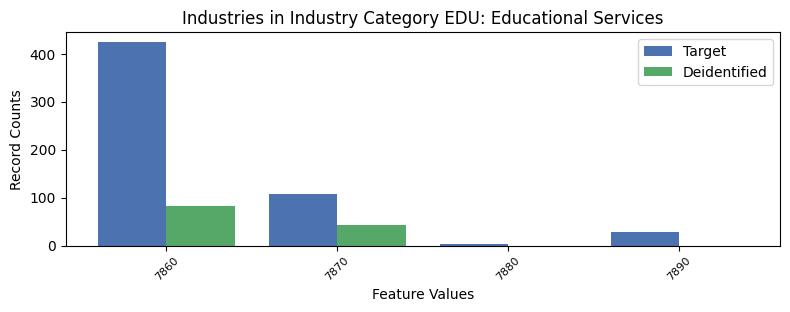 Industries in Industry Category EDU: Educational Services
Target
Deidentified
Record Counts
400
300
200
100
0
7860
7870
7880
7890
Feature Values